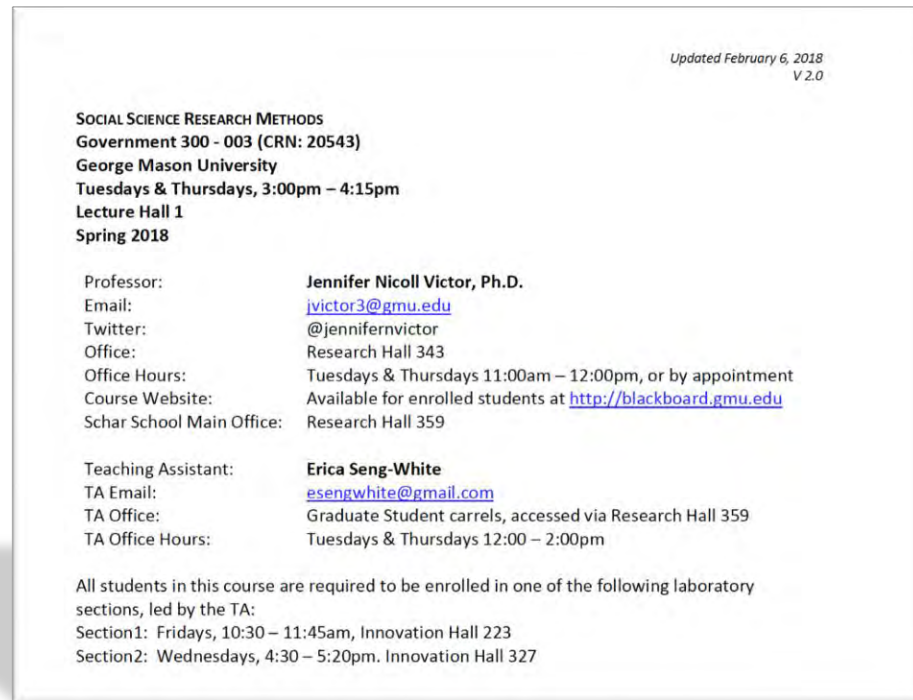 Updated February 6, 2018
V 2.0
SOCIAL SCIENCE RESEARCH METHODS
Government 300 - 003 (CRN: 20543)
George Mason University
Tuesdays & Thursdays, 3:00pm – 4:15pm
Lecture Hall 1
Spring 2018
Professor: Jennifer Nicoll Victor, Ph.D.
Email: jvictor3@gmu.edu
Twitter: @jennifernvictor
Office: Research Hall 343
Office Hours: Tuesdays & Thursdays 11:00am – 12:00pm, or by appointment
Course Website: Available for enrolled students at http://blackboard.gmu.edu
Schar School Main Office: Research Hall 359
Teaching Assistant: Erica Seng-White
TA Email: esengwhite@gmail.com
TA Office: Graduate Student carrels, accessed via Research Hall 359
TA Office Hours: Tuesdays & Thursdays 12:00 – 2:00pm
All students in this course are required to be enrolled in one of the following laboratory
sections, led by the TA:
Section1: Fridays, 10:30 – 11:45am, Innovation Hall 223
Section2: Wednesdays, 4:30 – 5:20pm. Innovation Hall 327